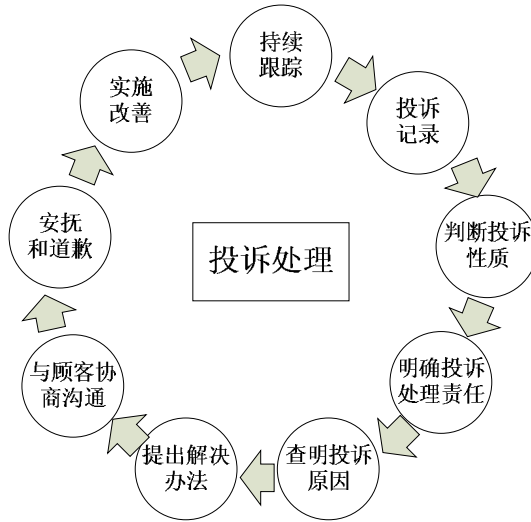 持续
跟踪
投诉
记录
判断投诉
性质
明确投诉
处理责任
查明投诉
原因
提出解决
办法
与顾客协
商沟通
安抚
和道歉
实施
改善
投诉处理